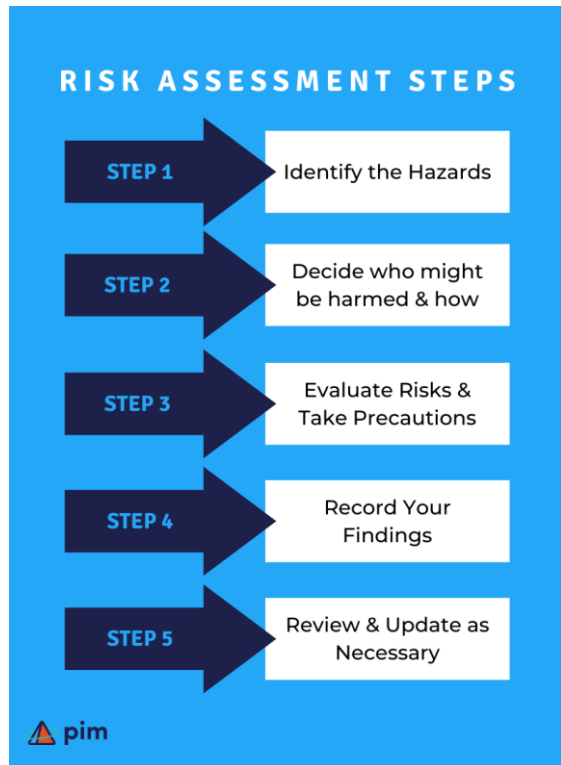 RISK ASSESSMENT STEPS
STEP 1
Identify the Hazards
STEP 2
Decide who might
be harmed & how
STEP 3
Evaluate Risks &
Take Precautions
STEP 4
Record Your
Findings
STEP 5
Review & Update as
Necessary
pim